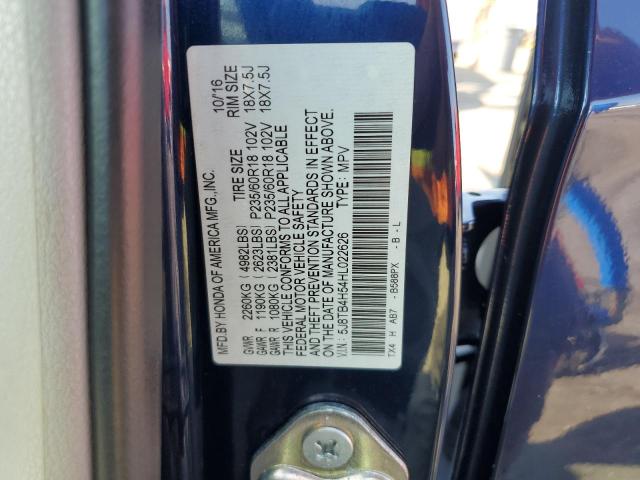 MFD.BY HONDA OF AMERICA MFG.,INC. 10/'16
TIRE SIZE RIM SIZE
GVWR 2260KG ( 4982LBS)
GAWR F 1190KG ( 2623LBS) P235/60R18 102V 18X7.5J
GAWR R 1080KG ( 2381LBS) P235/60R18 102V 18X7.5J
THIS VEHICLE CONFORMS TO ALL APPLICABLE
FEDERAL MOTOR VEHICLE SAFETY
AND THEFT PREVENTION STANDARDS IN EFFECT
ON THE DATE OF MANUFACTURE SHOWN ABOVE.
V.I.N.: 5J8TB4H54HL022626 TYPE: MPV
TX4 H AB7 - B588PX - B - L